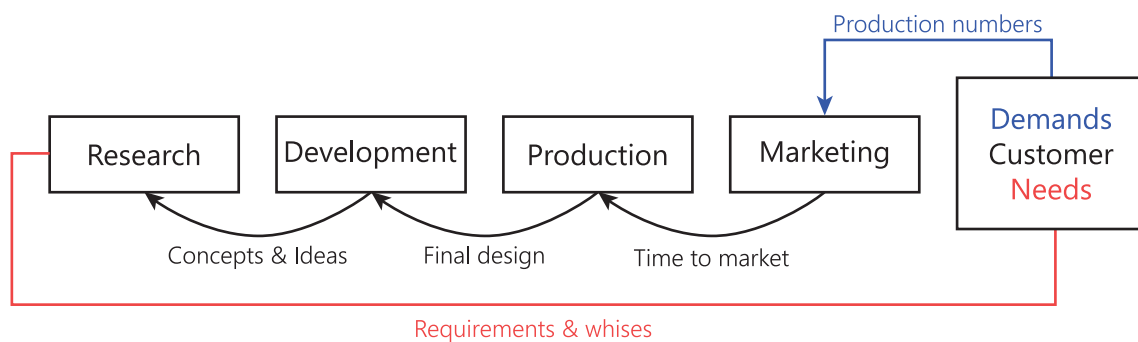 Production numbers
Research
Development
Production
Marketing
Demands
Customer
Needs
Concepts & Ideas
Final design
Time to market
Requirements & whises